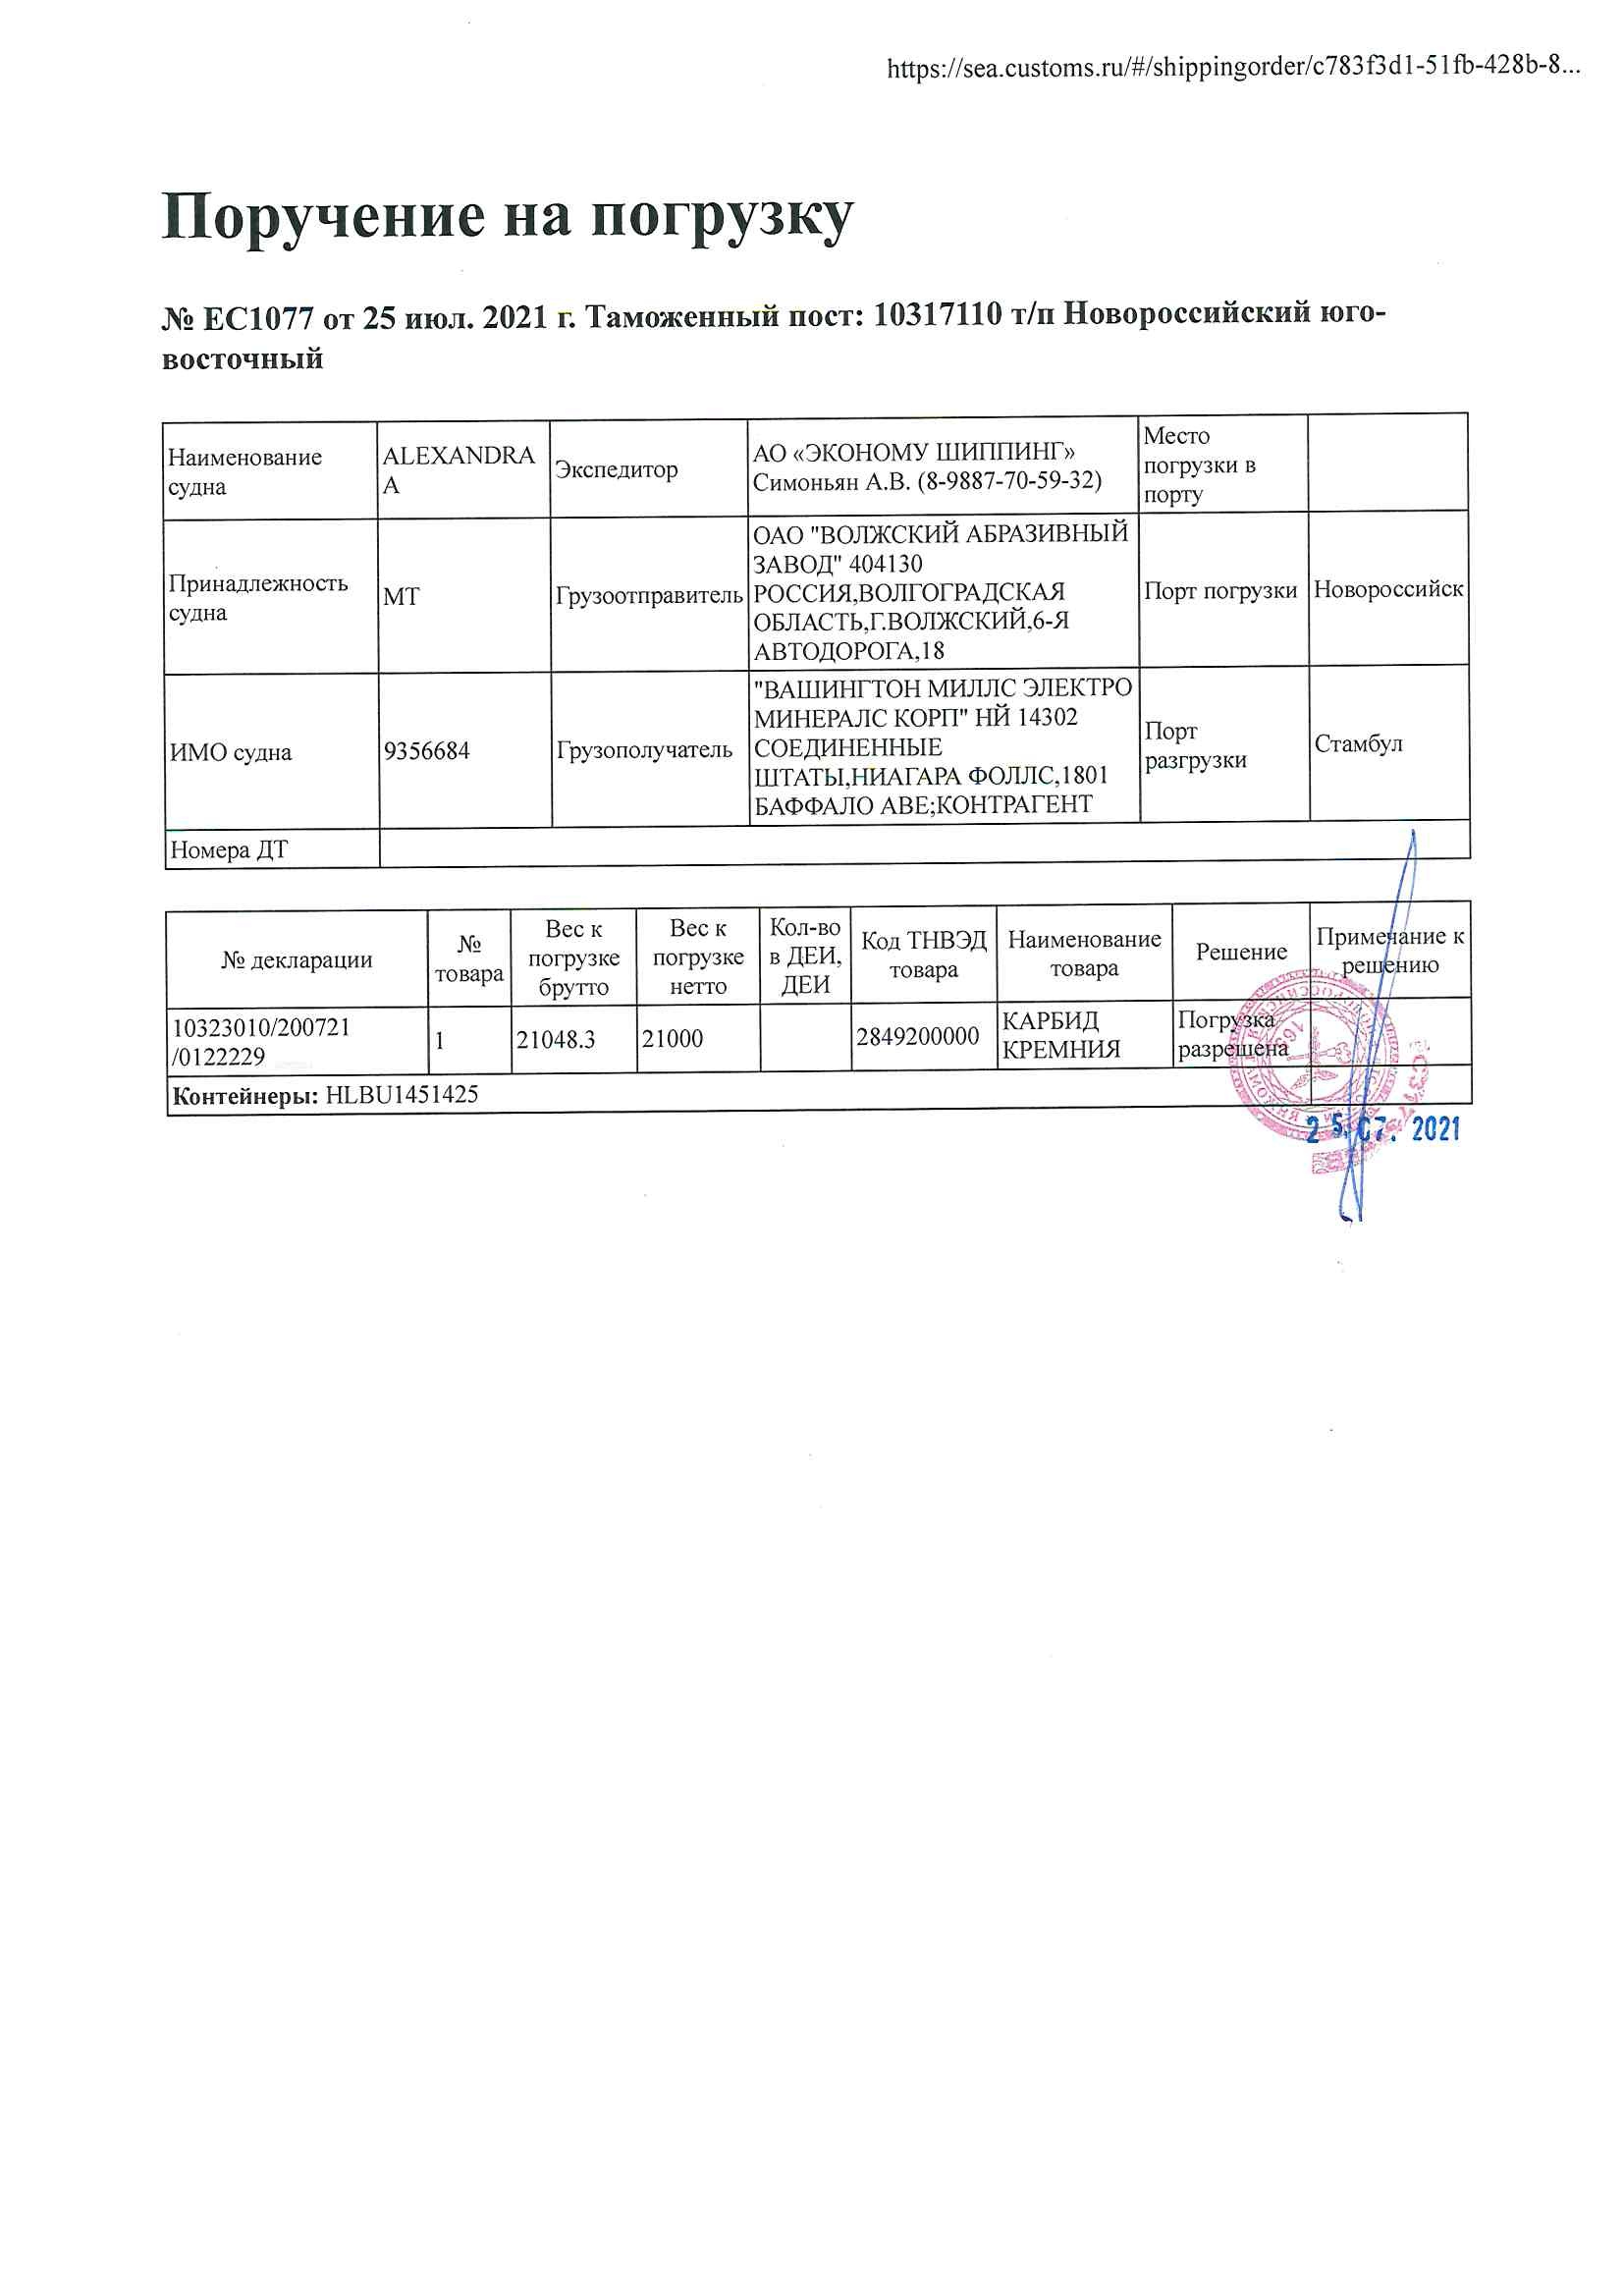 https://sea.customs.ru/#/shippingorder/c783f3d1-51fb-428b-8...
Поручение на погрузку
№ ЕС1077 от 25 июл. 2021 г. Таможенный пост: 10317110 т/п Новороссийский юго-
восточный
Наименование
судна
ALEXANDRA
A
Экспедитор
АО «ЭКОНОМУ ШИППИНГ»
Симоньян А.В. (8-9887-70-59-32)
Место
погрузки в
порту
Принадлежность
судна
MT
Грузоотправитель
ОАО "ВОЛЖСКИЙ АБРАЗИВНЫЙ
ЗАВОД" 404130
РОССИЯ,ВОЛГОГРАДСКАЯ
ОБЛАСТЬ,Г.ВОЛЖСКИЙ,6-Я
АВТОДОРОГА,18
Порт погрузки
Новороссийск
ИМО судна
9356684
Грузополучатель
"ВАШИНГТОН МИЛЛС ЭЛЕКТРО
МИНЕРАЛС КОРП" НЙ 14302
СОЕДИНЕННЫЕ
ШТАТЫ,НИАГАРА ФОЛЛС,1801
БАФФАЛО АВЕ;КОНТРАГЕНТ
Порт
разгрузки
Стамбул
Номера ДТ
№ декларации
№
товара
Вес к
погрузке
брутто
Вес к
погрузке
нетто
Кол-во
в ДЕИ,
ДЕИ
Код ТНВЭД
товара
Наименование
товара
Решение
Примечание к
решению
10323010/200721
/0122229
1
21048.3
21000
2849200000
КАРБИД
КРЕМНИЯ
Погрузка
разрешена
Контейнеры: HLBU1451425
25.07.2021